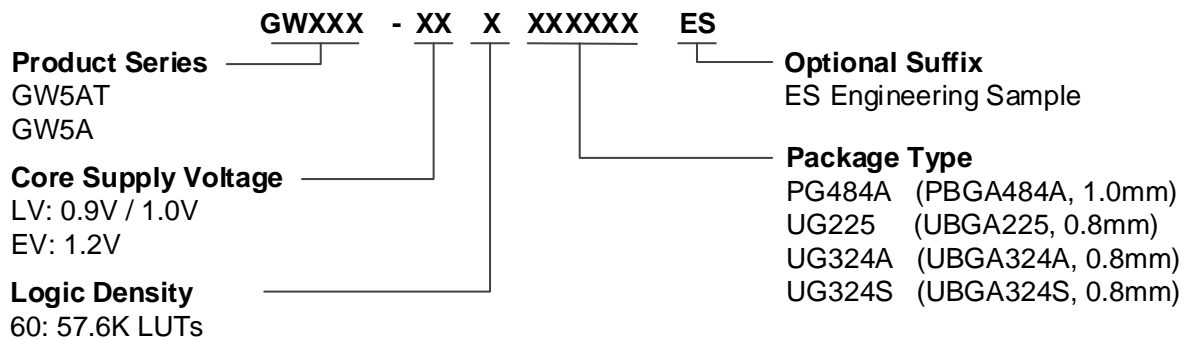 GWXXX - XX X XXXXXX ES
Product Series
GW5AT
GW5A
Core Supply Voltage
LV: 0.9V / 1.0V
EV: 1.2V
Logic Density
60: 57.6K LUTs
Optional Suffix
ES Engineering Sample
Package Type
PG484A (PBGA484A, 1.0mm)
UG225 (UBGA225, 0.8mm)
UG324A (UBGA324A, 0.8mm)
UG324S (UBGA324S, 0.8mm)